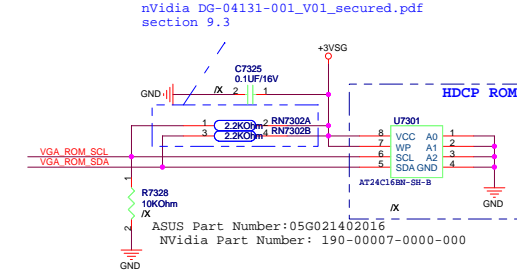 nVidia DG-04131-001_V01_secured.pdf
section 9.3
+3VSG
C7325
0.1UF/16V
GND /X 2 1
HDCP ROM
1 2.2KOhm 2 RN7302A
3 2.2KOhm 4 RN7302B
U7301
8 VCC A0 1
7 WP A1 2
6 SCL A2 3
5 SDA GND 4
VGA_ROM_SCL
VGA_ROM_SDA
AT24C16BN-SH-B
1
R7328
10KOhm
/X
2
/X
GND
ASUS Part Number:05G021402016
NVidia Part Number: 190-00007-0000-000
GND